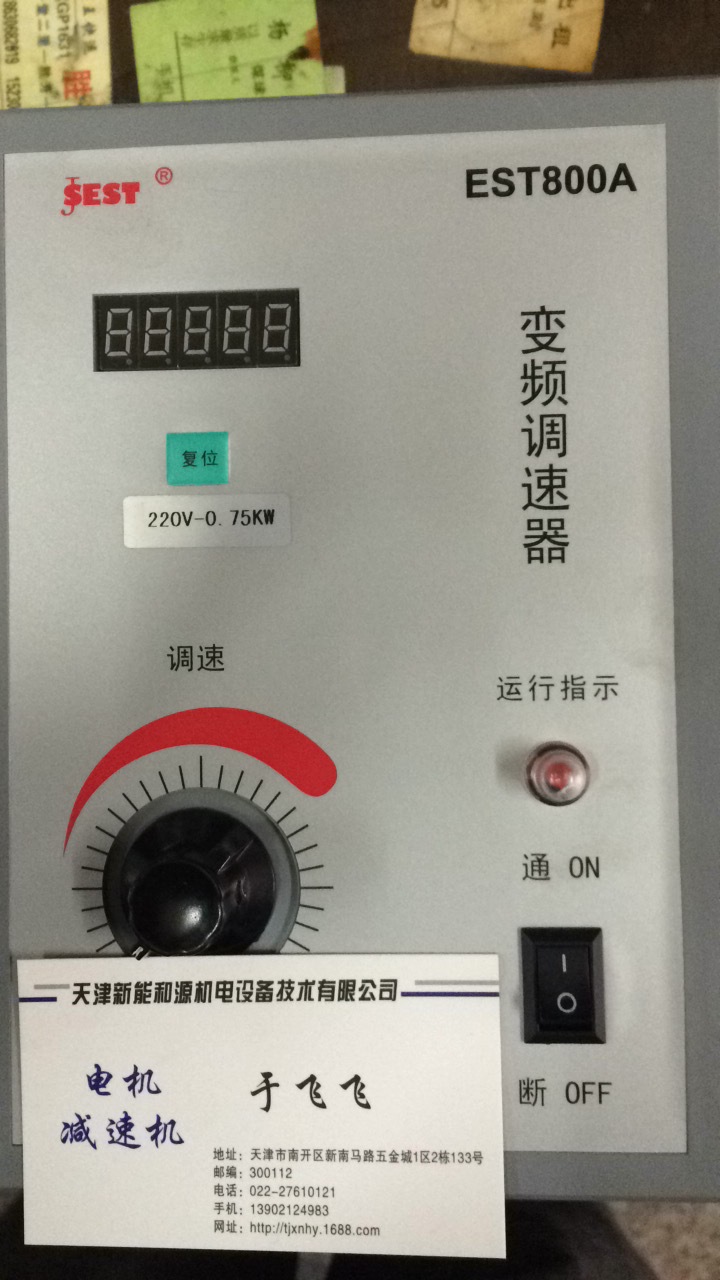 SEST ®
EST800A
变频调速器
复位
220V-0.75KW
调速
运行指示
通 ON
断 OFF
天津新能和源机电设备技术有限公司
电机
减速机
于飞飞
地址：天津市南开区新南马路五金城1区2栋133号
邮编：300112
电话：022-27610121
手机：13902124983
网址：http://tjxnhy.1688.com